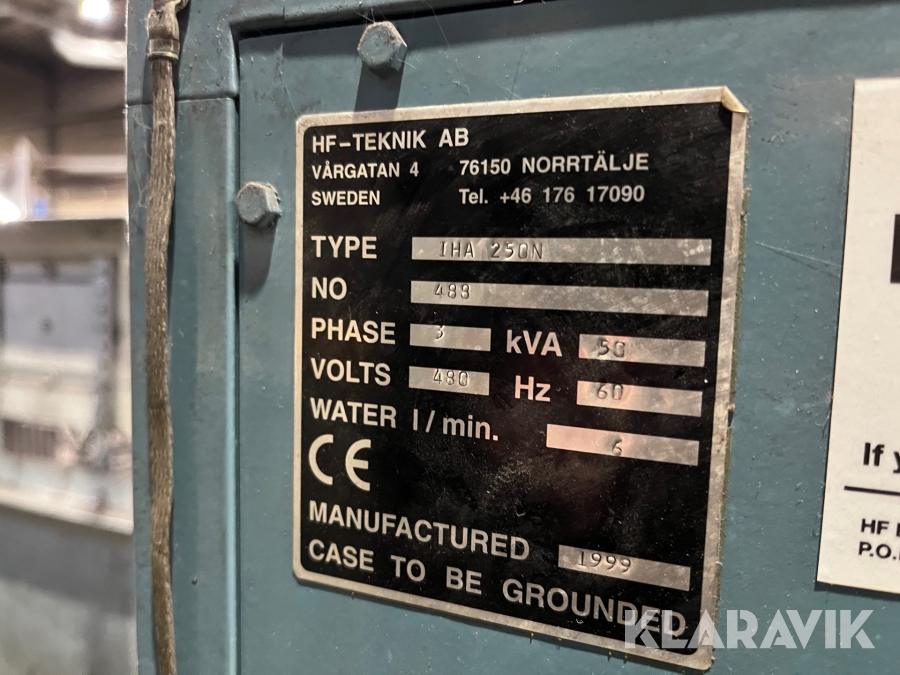 HF-TEKNIK AB
VÅRGATAN 4 76150 NORRTÄLJE
SWEDEN Tel. +46 176 17090
TYPE IHA 250N
NO 488
PHASE 3 kVA 50
VOLTS 480 Hz 60
WATER l/min. 6
CE
MANUFACTURED 1999
CASE TO BE GROUNDED
If
HF
P.O.
KLARAVIK